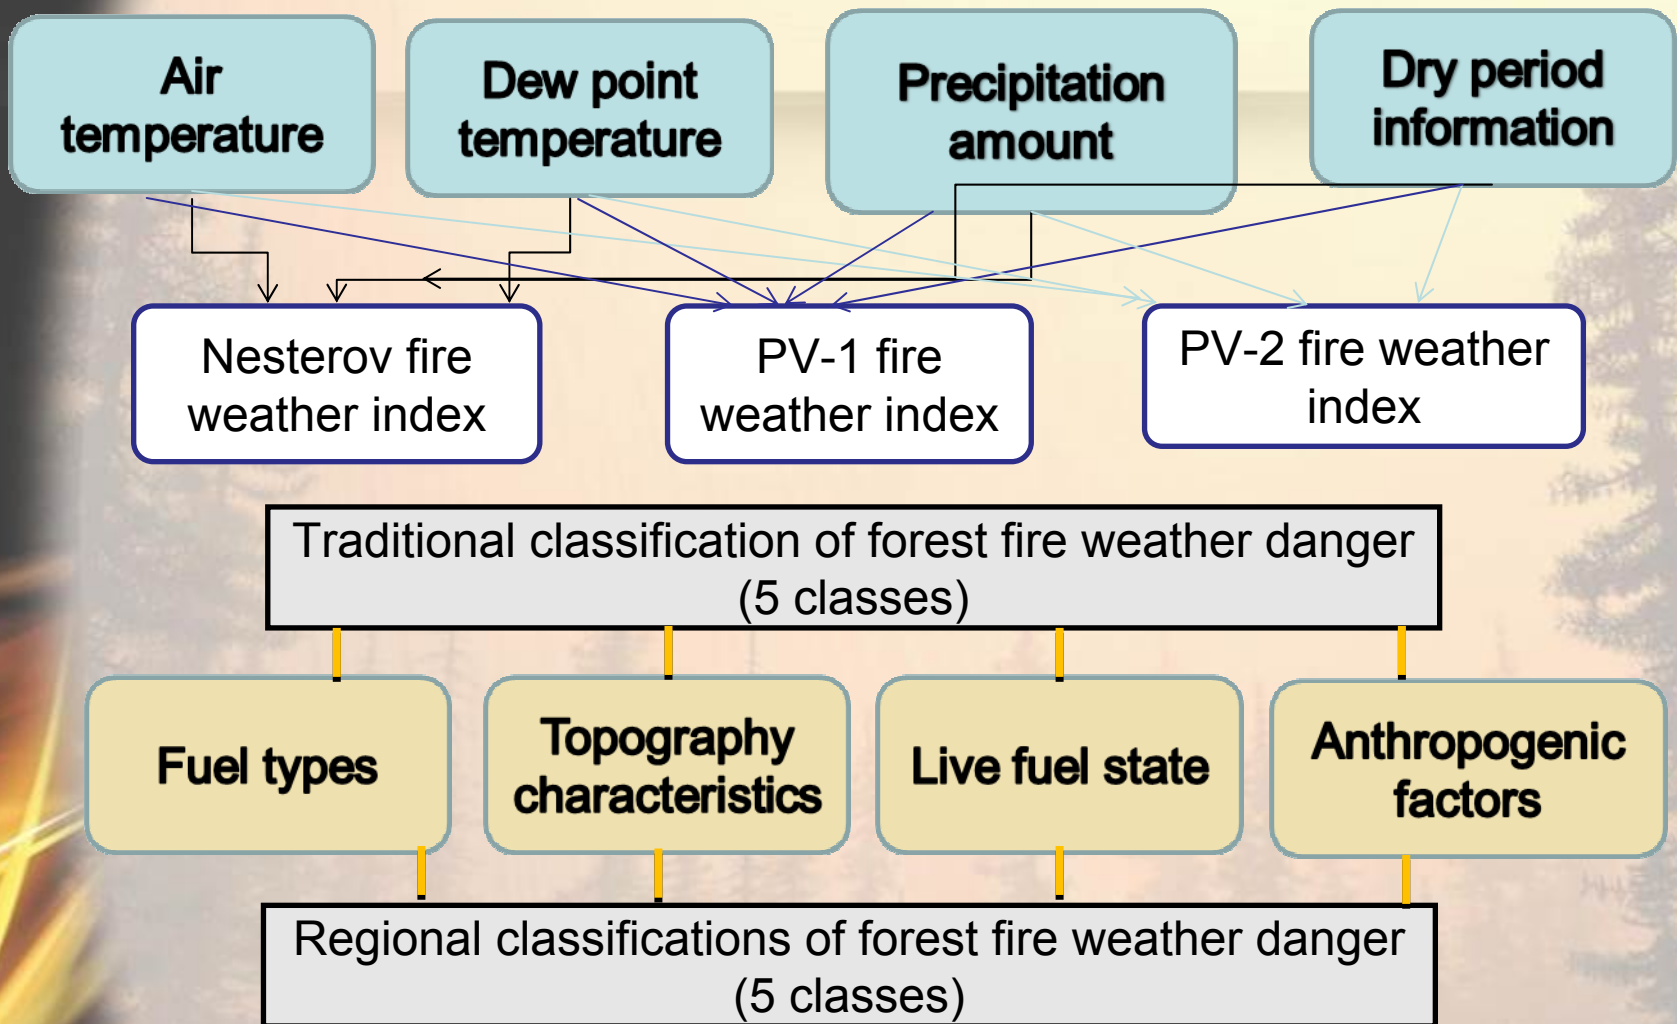 Air
temperature
Dew point
temperature
Precipitation
amount
Dry period
information
Nesterov fire
weather index
PV-1 fire
weather index
PV-2 fire weather
index
Traditional classification of forest fire weather danger
(5 classes)
Fuel types
Topography
characteristics
Live fuel state
Anthropogenic
factors
Regional classifications of forest fire weather danger
(5 classes)